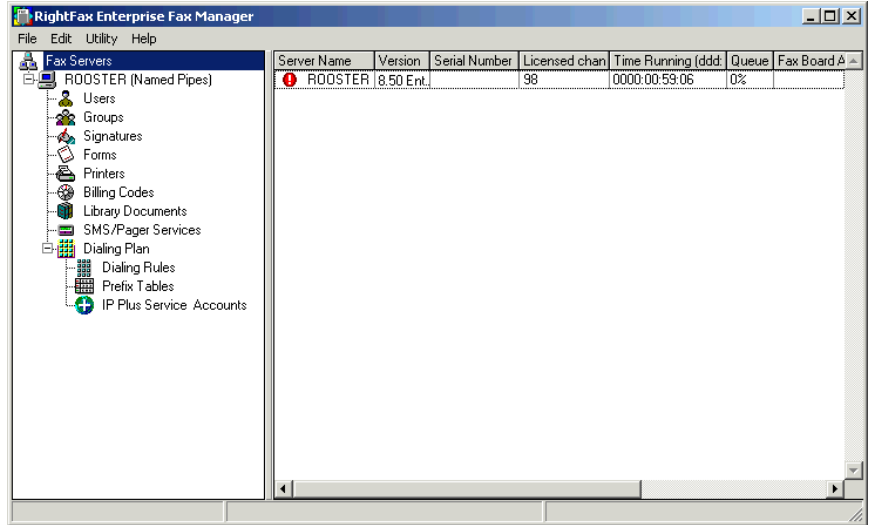 RightFax Enterprise Fax Manager
File Edit Utility Help
Fax Servers
ROOSTER (Named Pipes)
Users
Groups
Signatures
Forms
Printers
Billing Codes
Library Documents
SMS/Pager Services
Dialing Plan
Dialing Rules
Prefix Tables
IP Plus Service Accounts
Server Name Version Serial Number Licensed chan Time Running (ddd: Queue Fax Board A
ROOSTER 8.50 Ent. 98 0000:00:59:06 0%